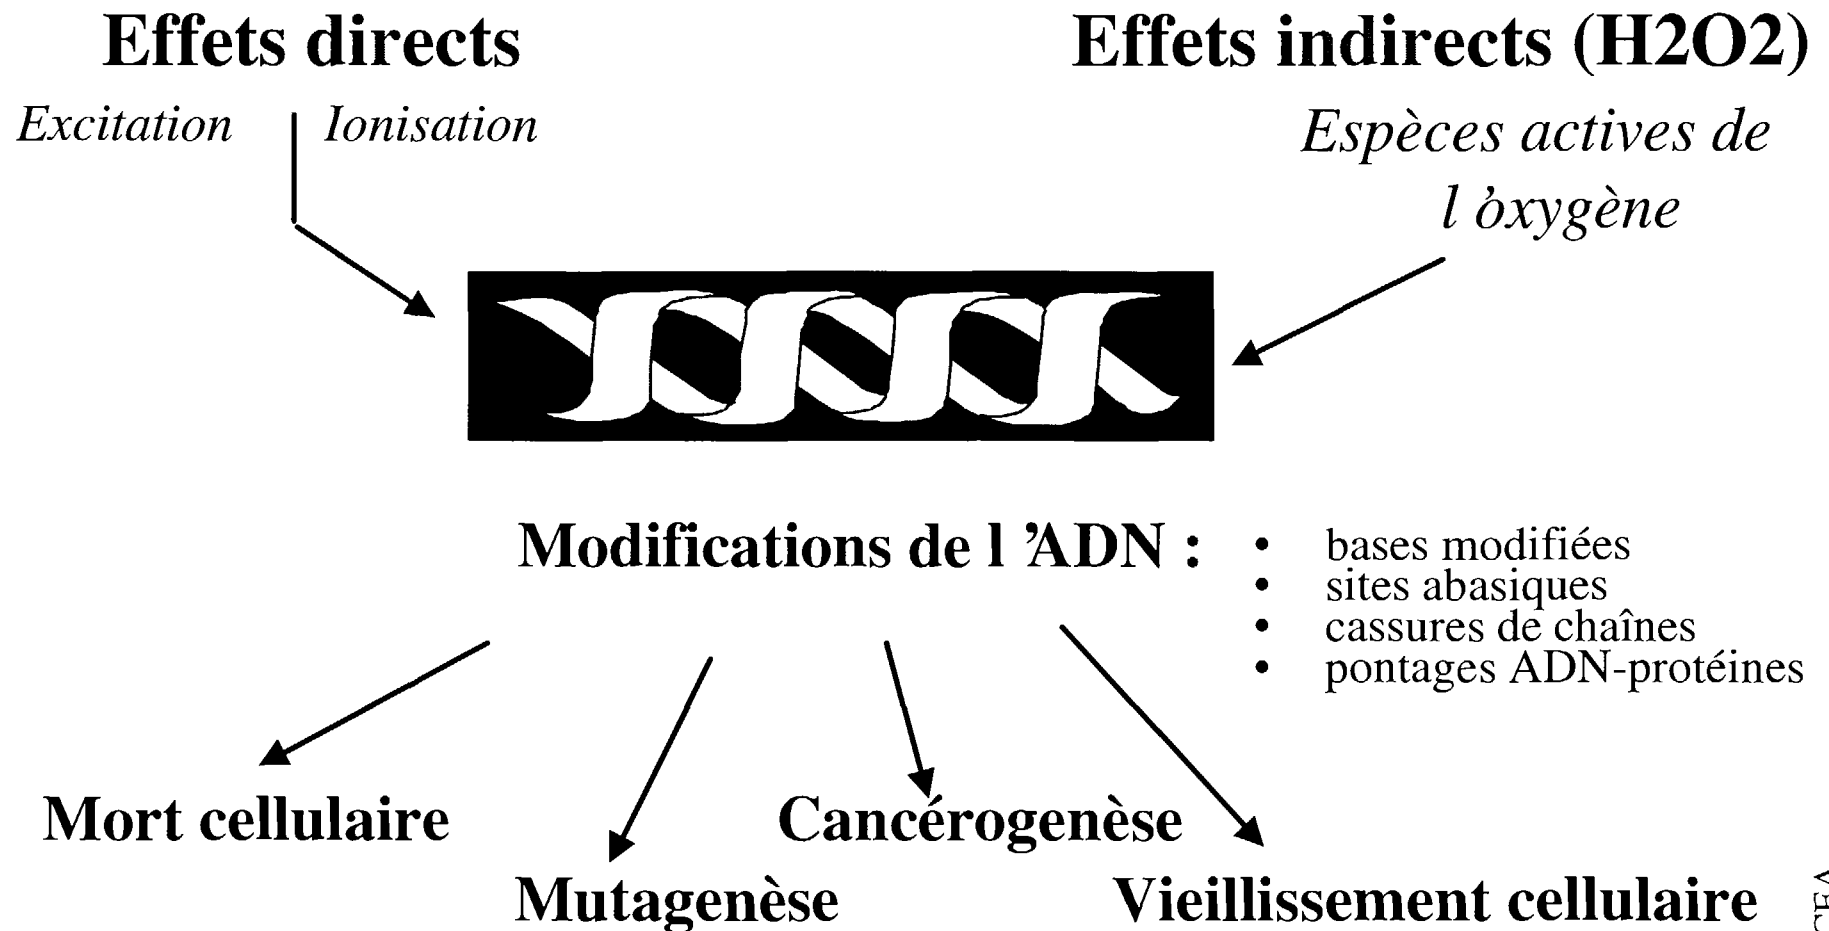 Effets directs
Effets indirects (H2O2)
Excitation
Ionisation
Espèces actives de
l ’oxygène
Modifications de l ’ADN :
• bases modifiées
• sites abasiques
• cassures de chaînes
• pontages ADN-protéines
Mort cellulaire
Cancérogenèse
Mutagenèse
Vieillissement cellulaire